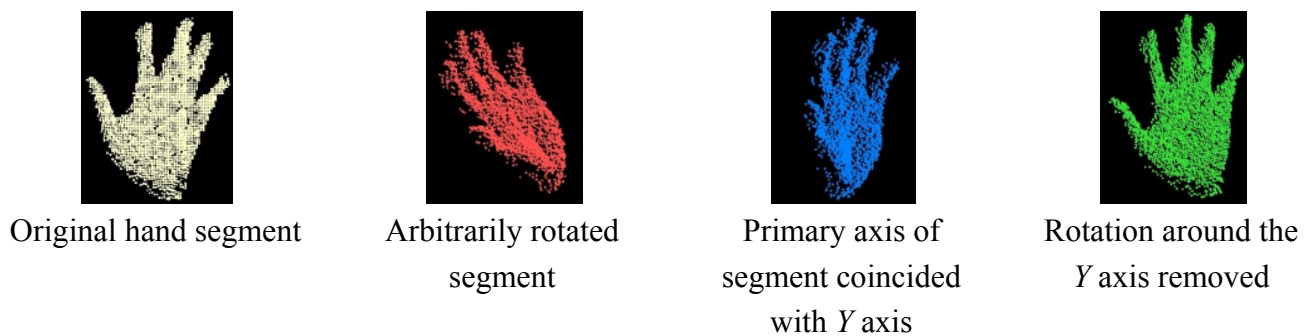 Original hand segment
Arbitrarily rotated
segment
Primary axis of
segment coincided
with Y axis
Rotation around the
Y axis removed